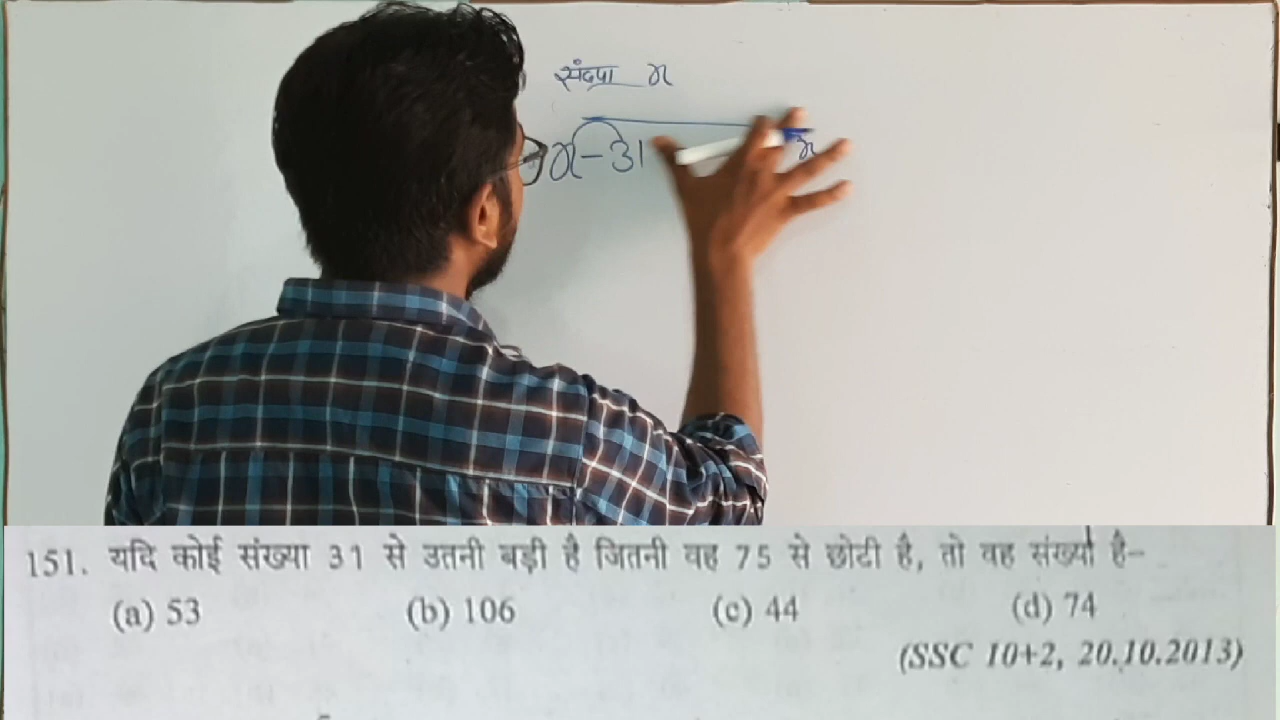 संख्या x
x-31 x
151. यदि कोई संख्या 31 से उतनी बड़ी है जितनी वह 75 से छोटी है, तो वह संख्या है–
(a) 53 (b) 106 (c) 44 (d) 74
(SSC 10+2, 20.10.2013)